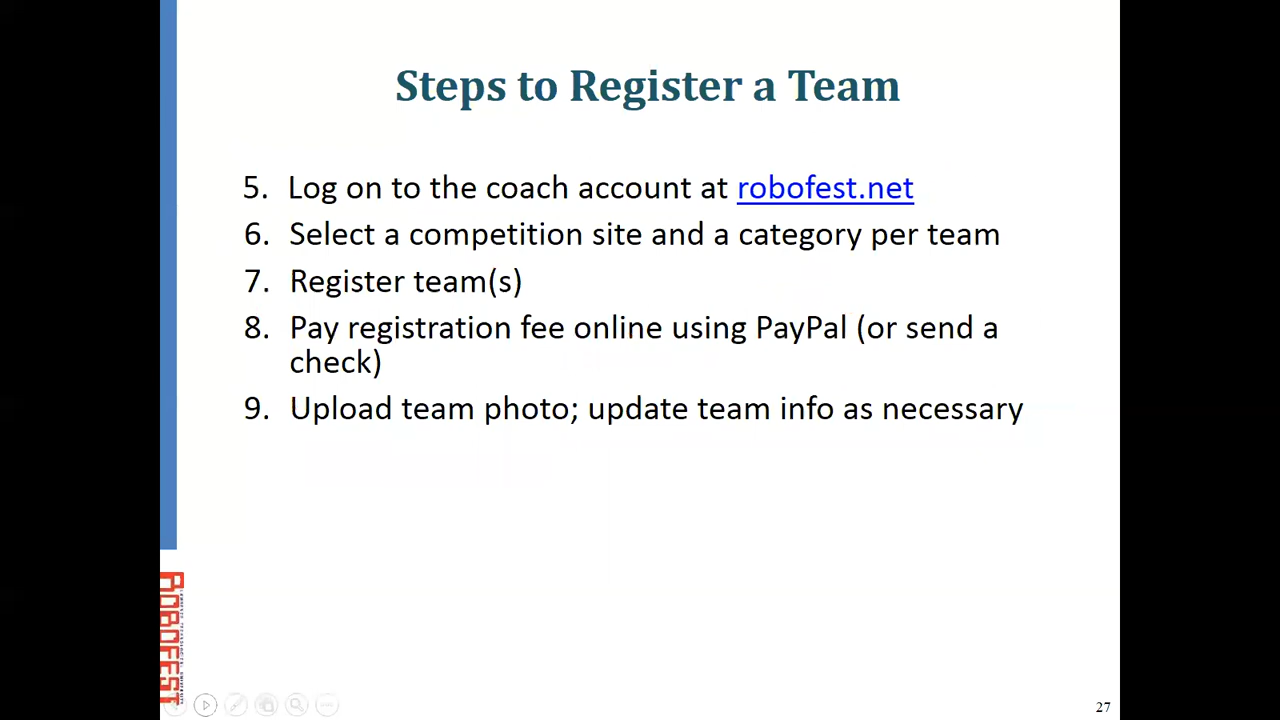 Steps to Register a Team
5. Log on to the coach account at robofest.net
6. Select a competition site and a category per team
7. Register team(s)
8. Pay registration fee online using PayPal (or send a
check)
9. Upload team photo; update team info as necessary
ROBOFEST
27